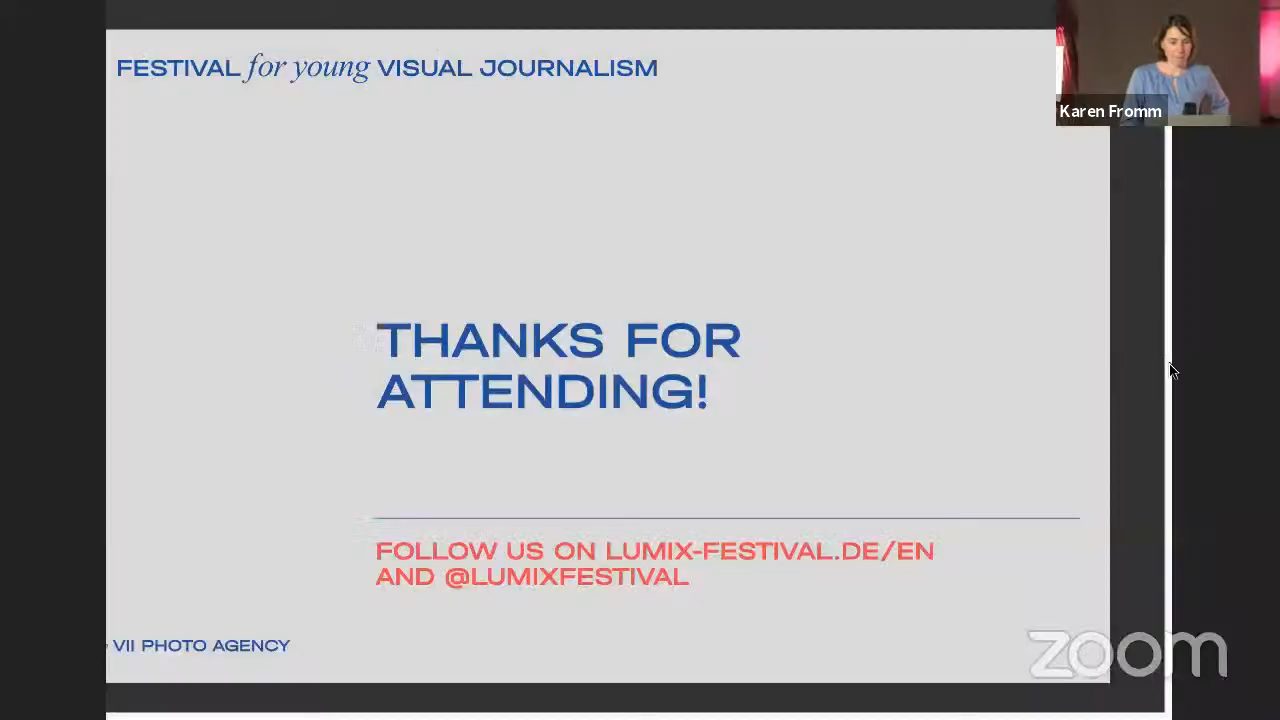 FESTIVAL for young VISUAL JOURNALISM
Karen Fromm
THANKS FOR
ATTENDING!
FOLLOW US ON LUMIX-FESTIVAL.DE/EN
AND @LUMIXFESTIVAL
VII PHOTO AGENCY
zoom